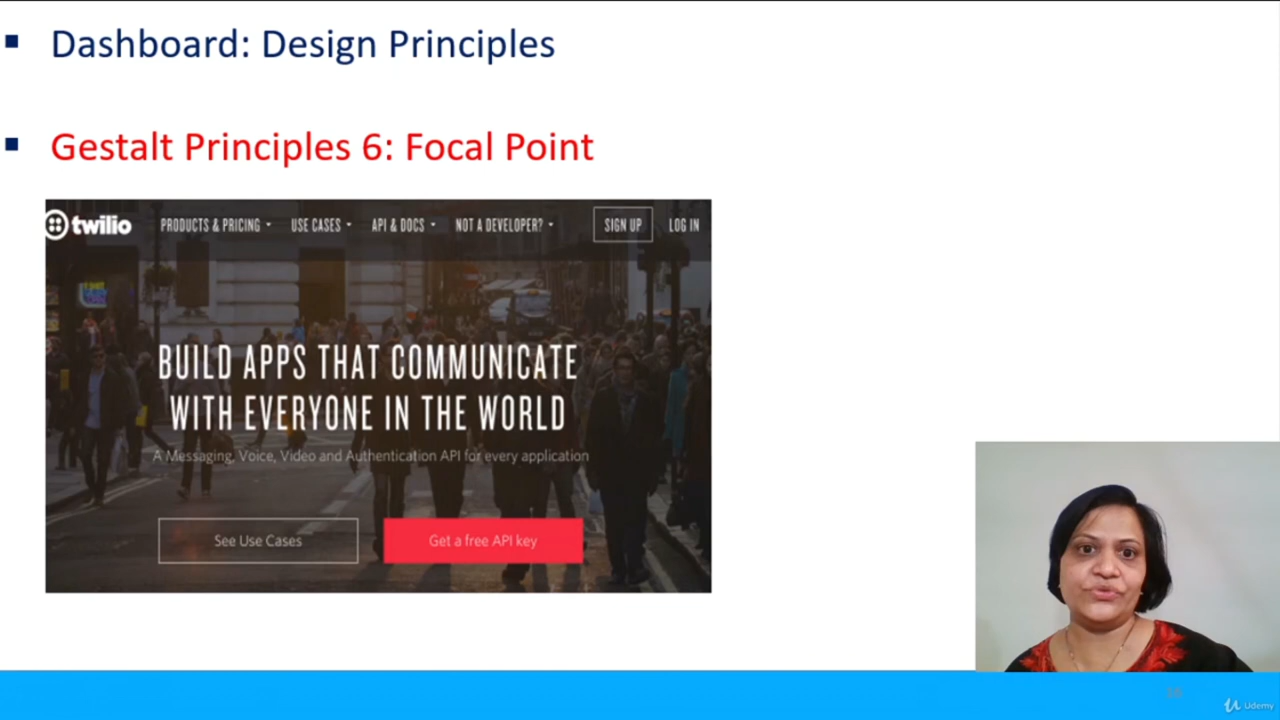 Dashboard: Design Principles
Gestalt Principles 6: Focal Point
twilio PRODUCTS & PRICING USE CASES API & DOCS NOT A DEVELOPER? SIGN UP LOG IN
BUILD APPS THAT COMMUNICATE
WITH EVERYONE IN THE WORLD
A Messaging, Voice, Video and Authentication API for every application
See Use Cases Get a free API key
Udemy